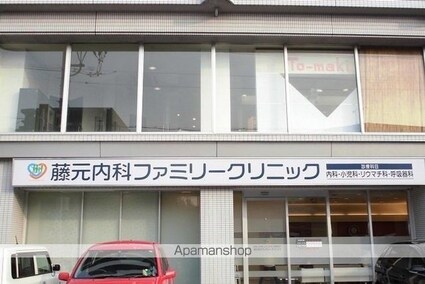 To-maki
藤元内科ファミリークリニック
診療科目
内科・小児科・リウマチ科・呼吸器科
Apamanshop